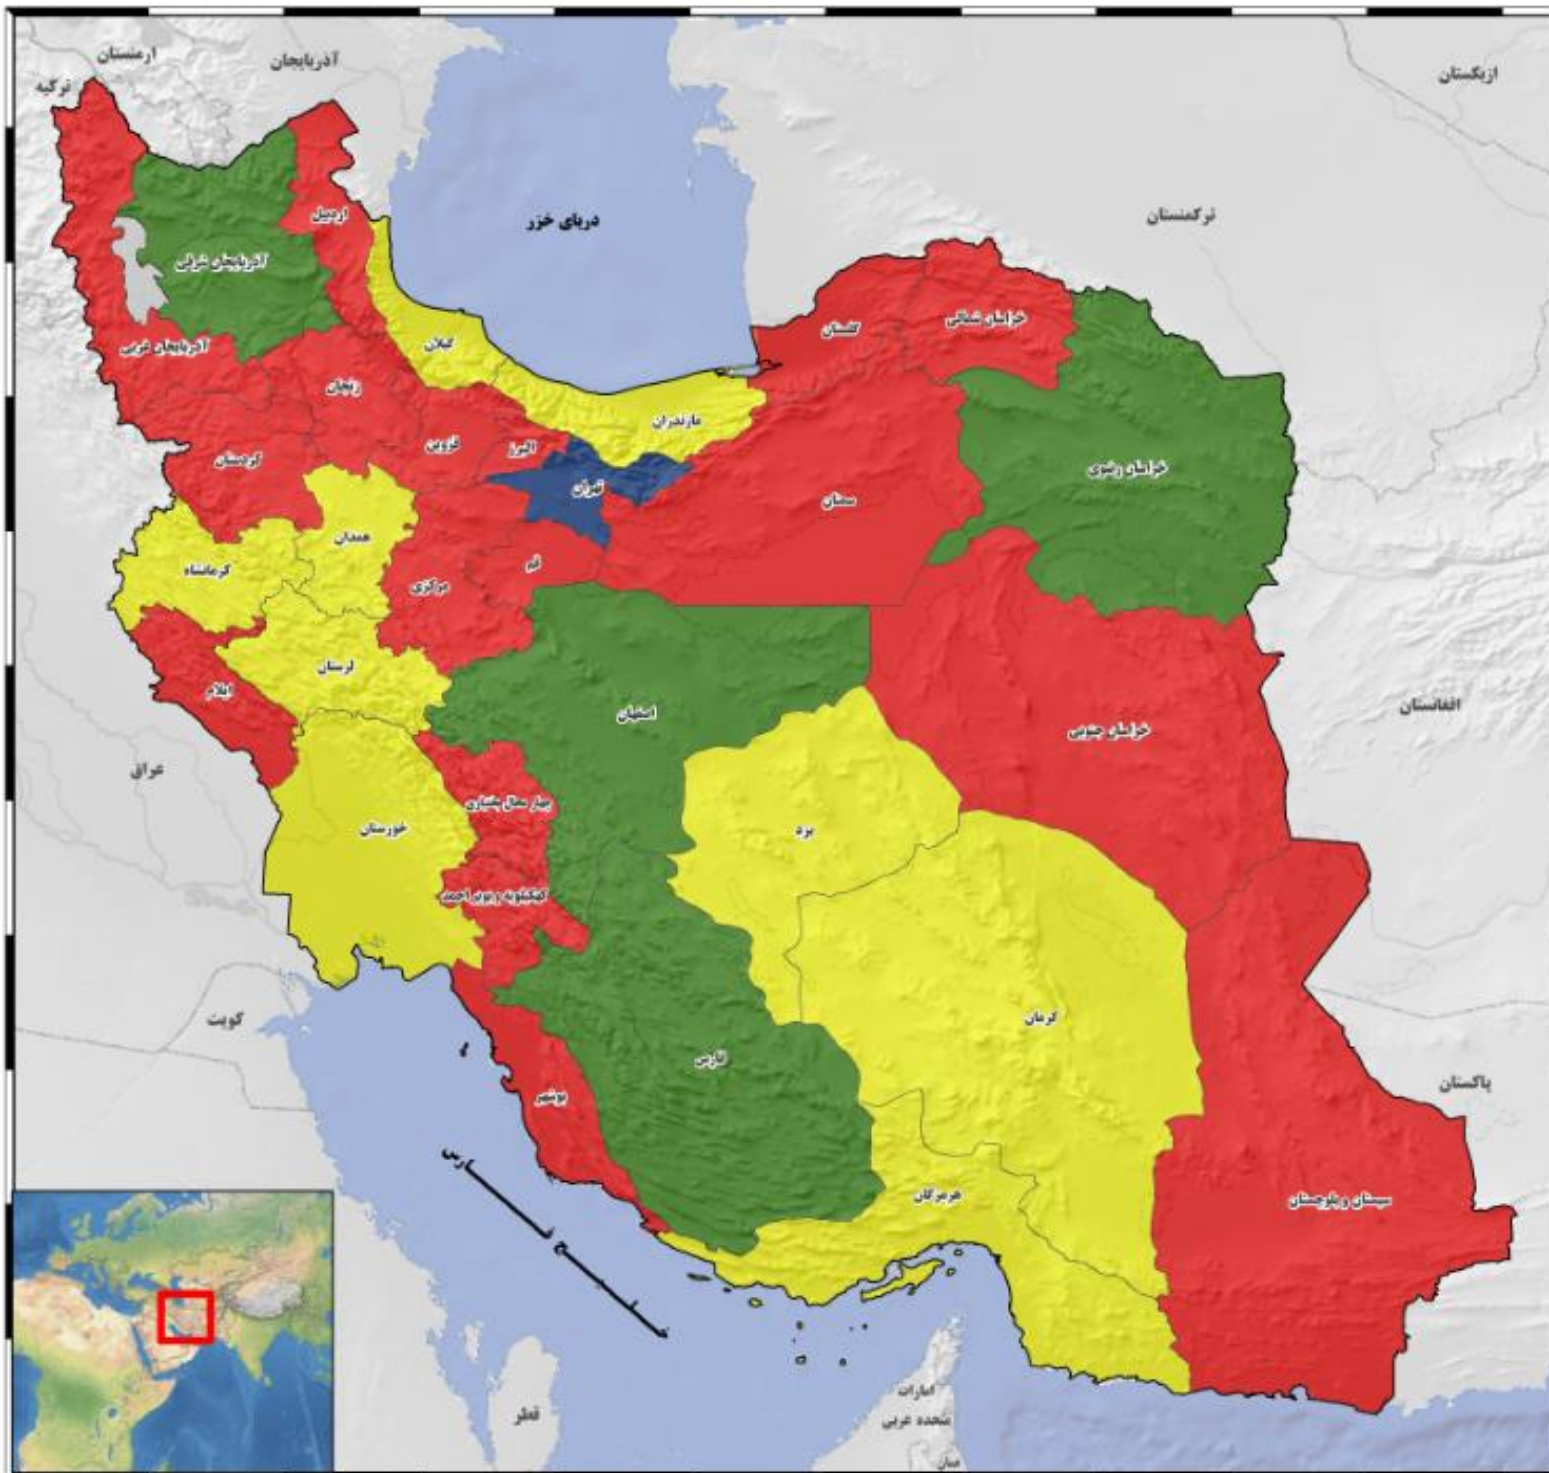 ارمنستان
آذربایجان
ترکیه
ازبکستان
ترکمنستان
دریای خزر
اردبیل
آذربایجان شرقی
آذربایجان غربی
گیلان
زنجان
گلستان
خراسان شمالی
مازندران
قزوین
البرز
کردستان
تهران
خراسان رضوی
سمنان
همدان
کرمانشاه
مرکزی
قم
لرستان
ایلام
اصفهان
افغانستان
خراسان جنوبی
عراق
چهار محال بختیاری
خوزستان
یزد
کهکیلویه و بویر احمد
کویت
کرمان
فارس
بوشهر
پاکستان
خلیج فارس
هرمزگان
سیستان و بلوچستان
امارات
متحده عربی
قطر
عمان